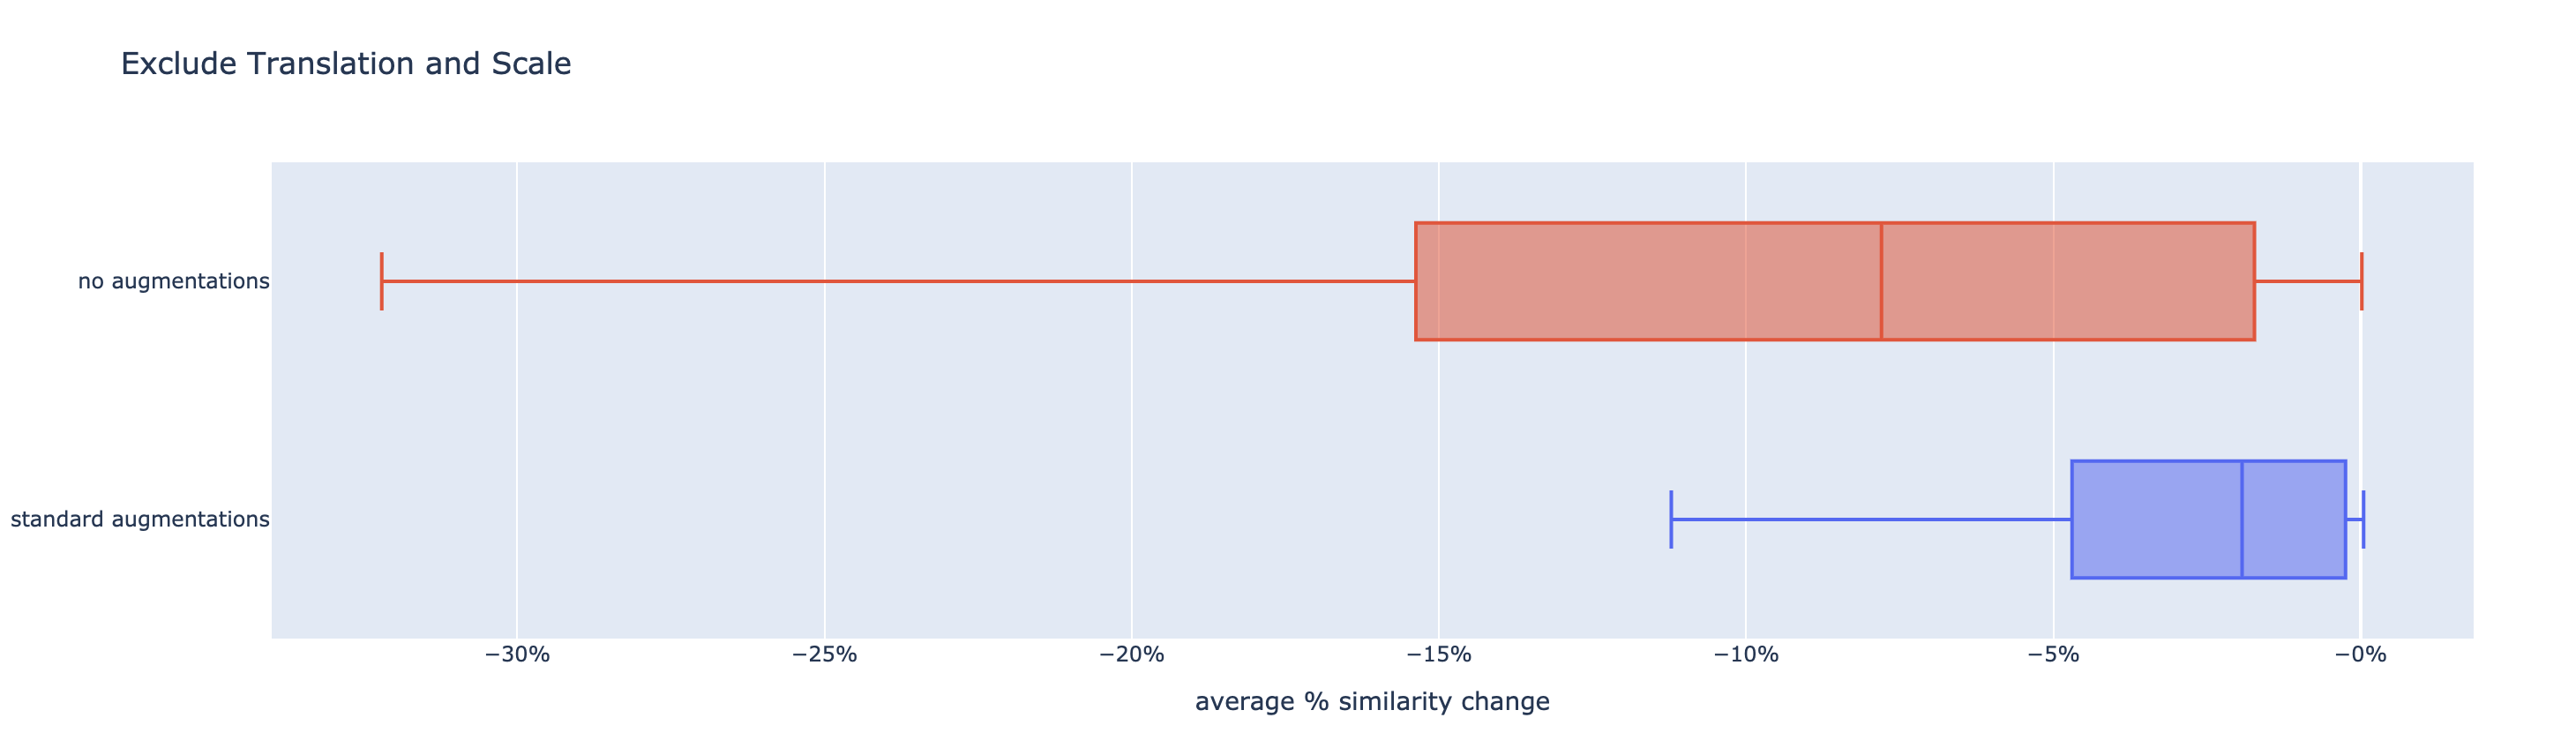 Exclude Translation and Scale
no augmentations
standard augmentations
−30%
−25%
−20%
−15%
−10%
−5%
−0%
average % similarity change